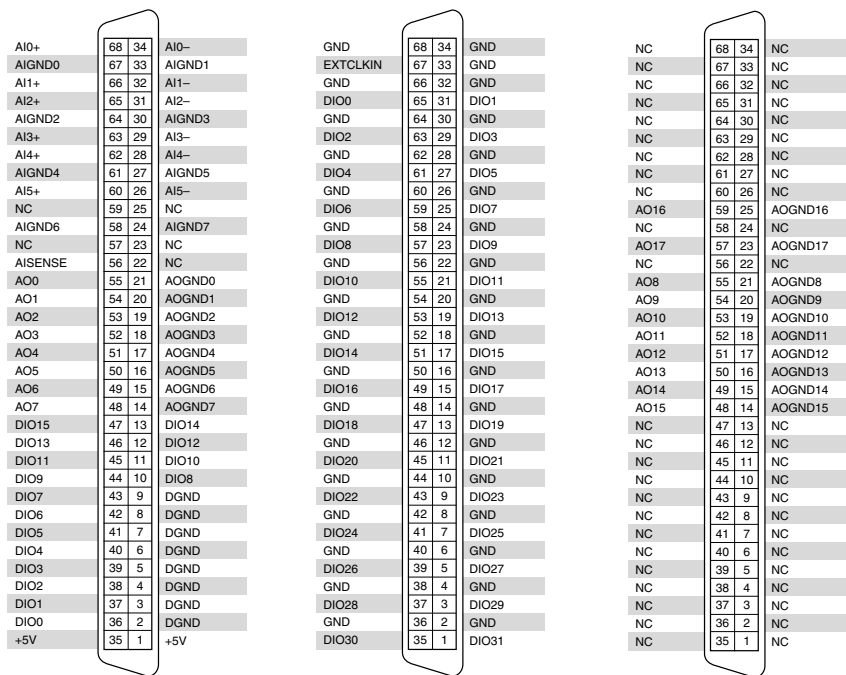 AI0+ 68 34 AI0–
AIGND0 67 33 AIGND1
AI1+ 66 32 AI1–
AI2+ 65 31 AI2–
AIGND2 64 30 AIGND3
AI3+ 63 29 AI3–
AI4+ 62 28 AI4–
AIGND4 61 27 AIGND5
AI5+ 60 26 AI5–
NC 59 25 NC
AIGND6 58 24 AIGND7
NC 57 23 NC
AISENSE 56 22 NC
AO0 55 21 AOGND0
AO1 54 20 AOGND1
AO2 53 19 AOGND2
AO3 52 18 AOGND3
AO4 51 17 AOGND4
AO5 50 16 AOGND5
AO6 49 15 AOGND6
AO7 48 14 AOGND7
DIO15 47 13 DIO14
DIO13 46 12 DIO12
DIO11 45 11 DIO10
DIO9 44 10 DIO8
DIO7 43 9 DGND
DIO6 42 8 DGND
DIO5 41 7 DGND
DIO4 40 6 DGND
DIO3 39 5 DGND
DIO2 38 4 DGND
DIO1 37 3 DGND
DIO0 36 2 DGND
+5V 35 1 +5V
GND 68 34 GND
EXTCLKIN 67 33 GND
GND 66 32 GND
DIO0 65 31 DIO1
GND 64 30 GND
DIO2 63 29 DIO3
GND 62 28 GND
DIO4 61 27 DIO5
GND 60 26 GND
DIO6 59 25 DIO7
GND 58 24 GND
DIO8 57 23 DIO9
GND 56 22 GND
DIO10 55 21 DIO11
GND 54 20 GND
DIO12 53 19 DIO13
GND 52 18 GND
DIO14 51 17 DIO15
GND 50 16 GND
DIO16 49 15 DIO17
GND 48 14 GND
DIO18 47 13 DIO19
GND 46 12 GND
DIO20 45 11 DIO21
GND 44 10 GND
DIO22 43 9 DIO23
GND 42 8 GND
DIO24 41 7 DIO25
GND 40 6 GND
DIO26 39 5 DIO27
GND 38 4 GND
DIO28 37 3 DIO29
GND 36 2 GND
DIO30 35 1 DIO31
NC 68 34 NC
NC 67 33 NC
NC 66 32 NC
NC 65 31 NC
NC 64 30 NC
NC 63 29 NC
NC 62 28 NC
NC 61 27 NC
NC 60 26 NC
AO16 59 25 AOGND16
NC 58 24 NC
AO17 57 23 AOGND17
NC 56 22 NC
AO8 55 21 AOGND8
AO9 54 20 AOGND9
AO10 53 19 AOGND10
AO11 52 18 AOGND11
AO12 51 17 AOGND12
AO13 50 16 AOGND13
AO14 49 15 AOGND14
AO15 48 14 AOGND15
NC 47 13 NC
NC 46 12 NC
NC 45 11 NC
NC 44 10 NC
NC 43 9 NC
NC 42 8 NC
NC 41 7 NC
NC 40 6 NC
NC 39 5 NC
NC 38 4 NC
NC 37 3 NC
NC 36 2 NC
NC 35 1 NC